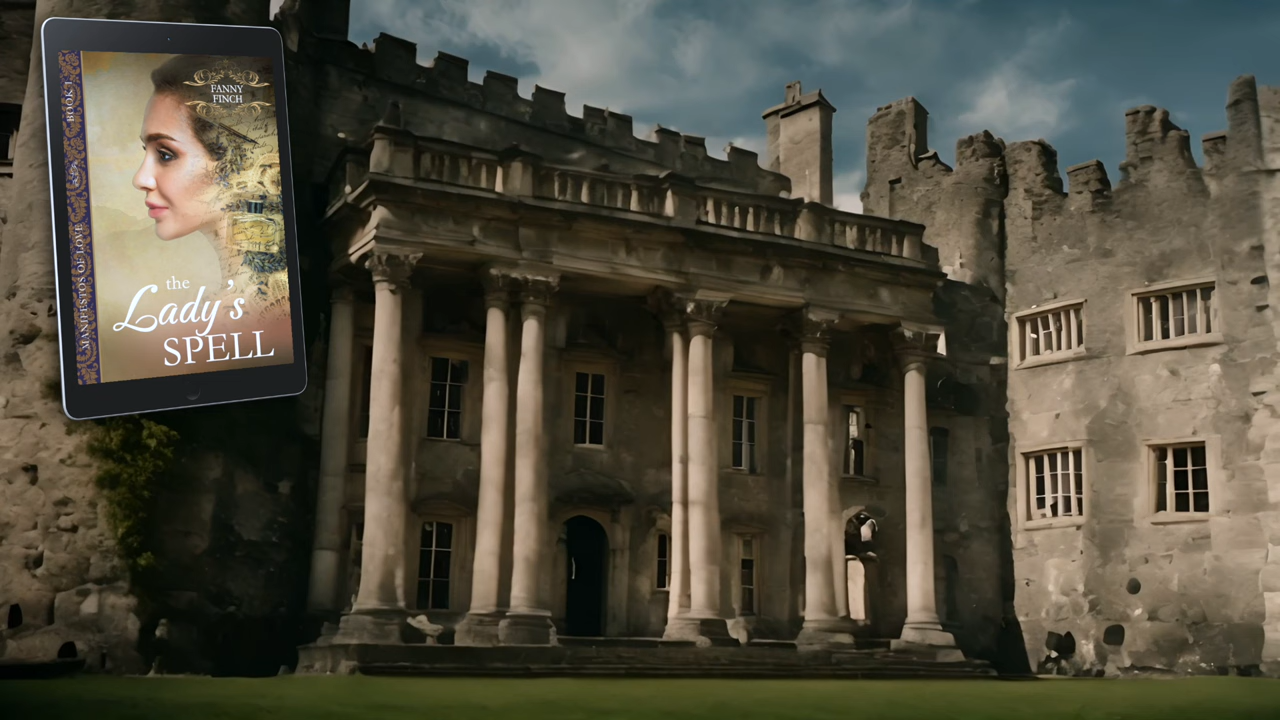 BOOK 1
MANIFESTOS OF LOVE
FANNY
FINCH
the
Lady's
SPELL